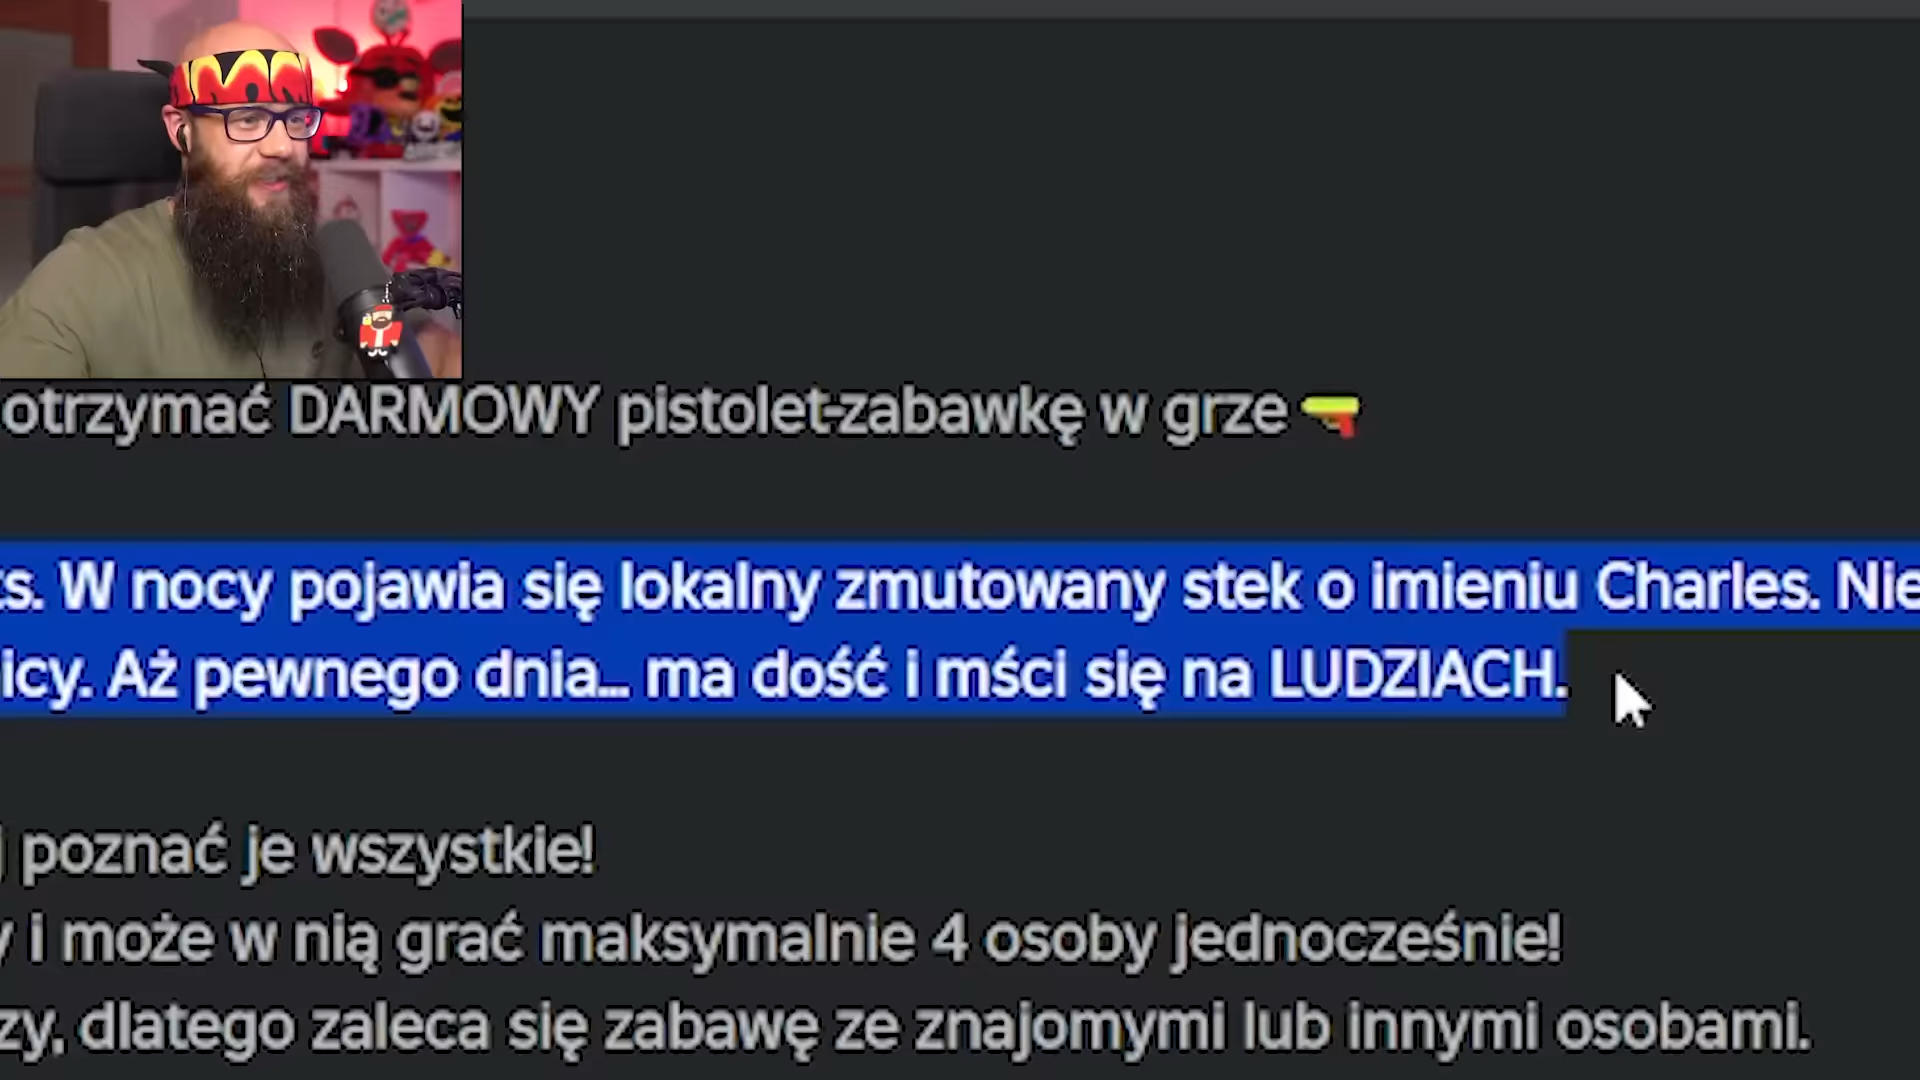 otrzymać DARMOWY pistolet-zabawkę w grze
W nocy pojawia się lokalny zmutowany stek o imieniu Charles. Nie
Aż pewnego dnia... ma dość i mści się na LUDZIACH.
poznać je wszystkie!
i może w nią grać maksymalnie 4 osoby jednocześnie!
dlatego zaleca się zabawę ze znajomymi lub innymi osobami.